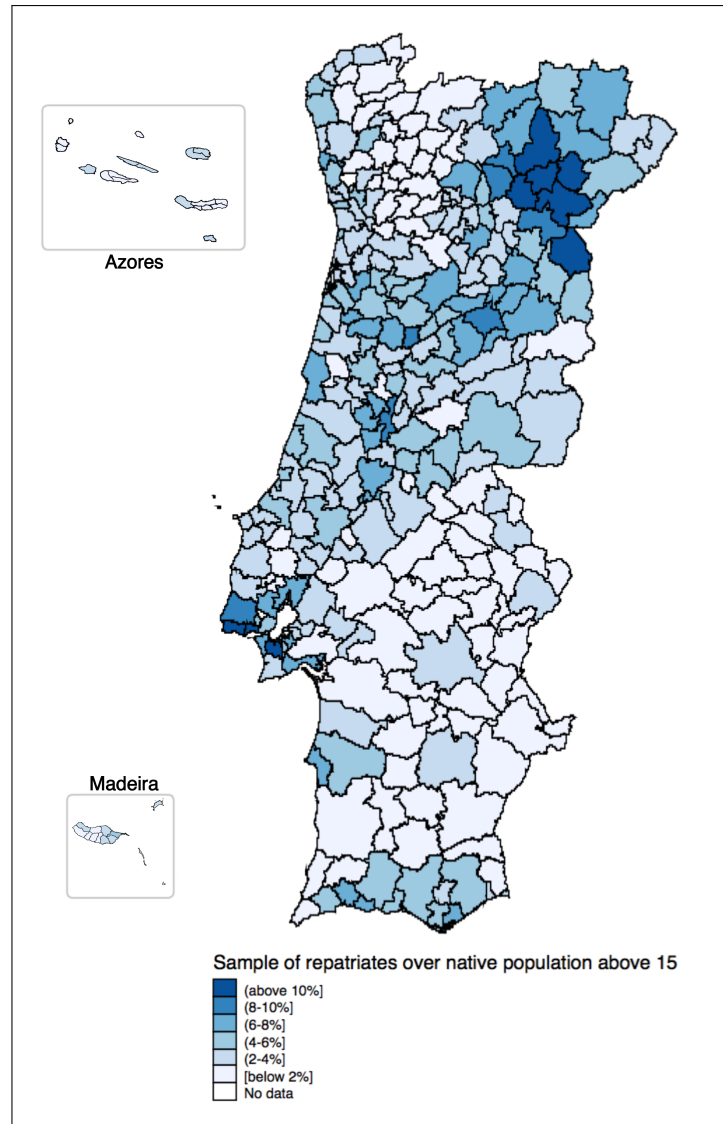 Azores
Madeira
Sample of repatriates over native population above 15
(above 10%]
(8-10%]
(6-8%]
(4-6%]
(2-4%]
[below 2%]
No data